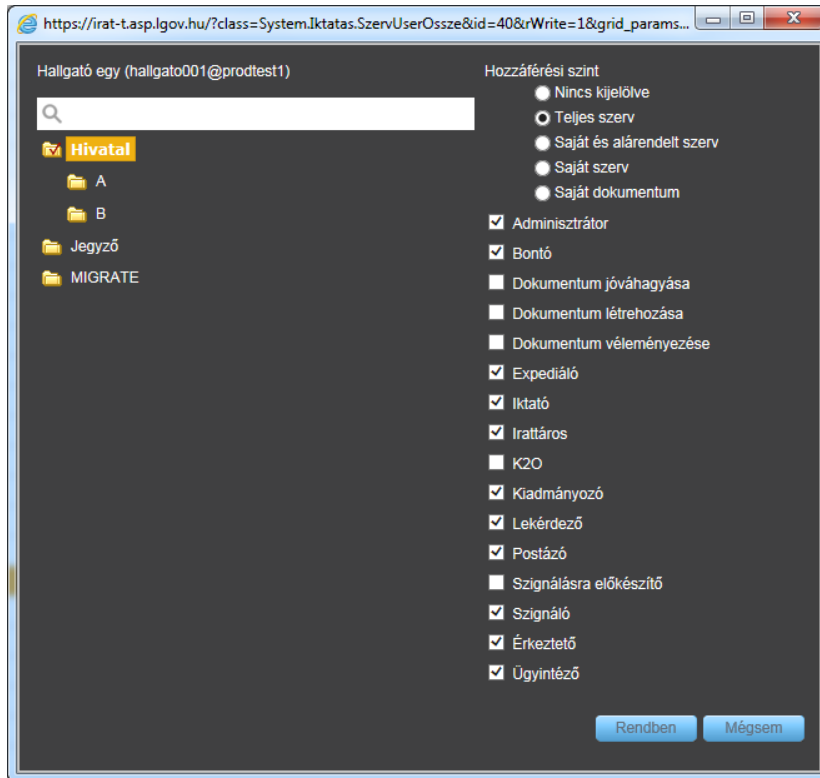 https://irat-t.asp.lgov.hu/?class=System.Iktatas.SzervUserOssze&id=40&rWrite=1&grid_params...
Hallgató egy (hallgato001@prodtest1)
Hivatal
A
B
Jegyző
MIGRATE
Hozzáférési szint
Nincs kijelölve
Teljes szerv
Saját és alárendelt szerv
Saját szerv
Saját dokumentum
Adminisztrátor
Bontó
Dokumentum jóváhagyása
Dokumentum létrehozása
Dokumentum véleményezése
Expediáló
Iktató
Irattáros
K2O
Kiadmányozó
Lekérdező
Postázó
Szignálásra előkészítő
Szignáló
Érkeztető
Ügyintéző
Rendben
Mégsem